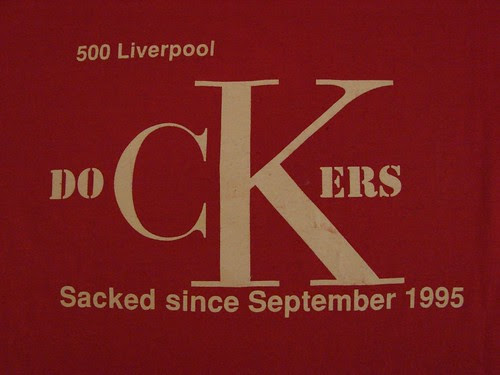 500 Liverpool
DOCKERS
Sacked since September 1995